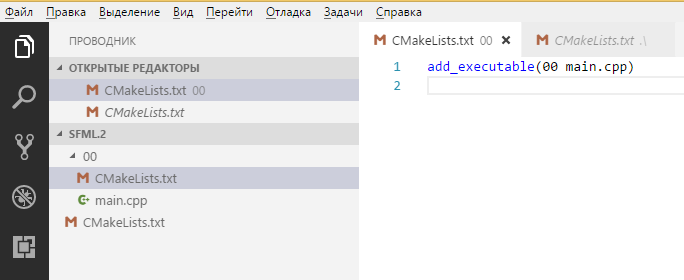 Файл Правка Выделение Вид Перейти Отладка Задачи Справка
ПРОВОДНИК
ОТКРЫТЫЕ РЕДАКТОРЫ
CMakeLists.txt 00
CMakeLists.txt
SFML.2
00
CMakeLists.txt
main.cpp
CMakeLists.txt
CMakeLists.txt 00
CMakeLists.txt .\
1 add_executable(00 main.cpp)
2